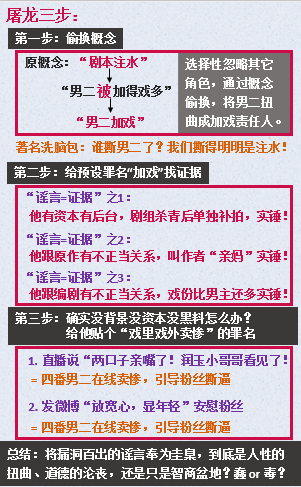 屠龙三步：
第一步：偷换概念
原概念：“剧本注水”
“男二被加得戏多”
“男二加戏”
选择性忽略其它
角色，通过概念
偷换，将男二扭
曲成加戏责任人。
著名洗脑包：谁撕男二了？我们撕得明明是注水！
第二步：给预设罪名“加戏”找证据
“谣言=证据”之1：
他有资本有后台，剧组杀青后单独补拍，实锤！
“谣言=证据”之2：
他跟原作有不正当关系，叫作者“亲妈”实锤！
“谣言=证据”之3：
他跟编剧有不正当关系，戏份比男主还多实锤！
第三步：确实没背景没资本没黑料怎么办？
给他贴个“戏里戏外卖惨”的罪名
1. 直播说“两口子亲嘴了！润玉小哥哥看见了！
= 四番男二在线卖惨，引导粉丝撕逼
2. 发微博“放宽心，显年轻”安慰粉丝
= 四番男二在线卖惨，引导粉丝撕逼
总结：将漏洞百出的谣言奉为圭臬，到底是人性的
扭曲、道德的沦丧，还是只是智商盆地？蠢 or 毒？